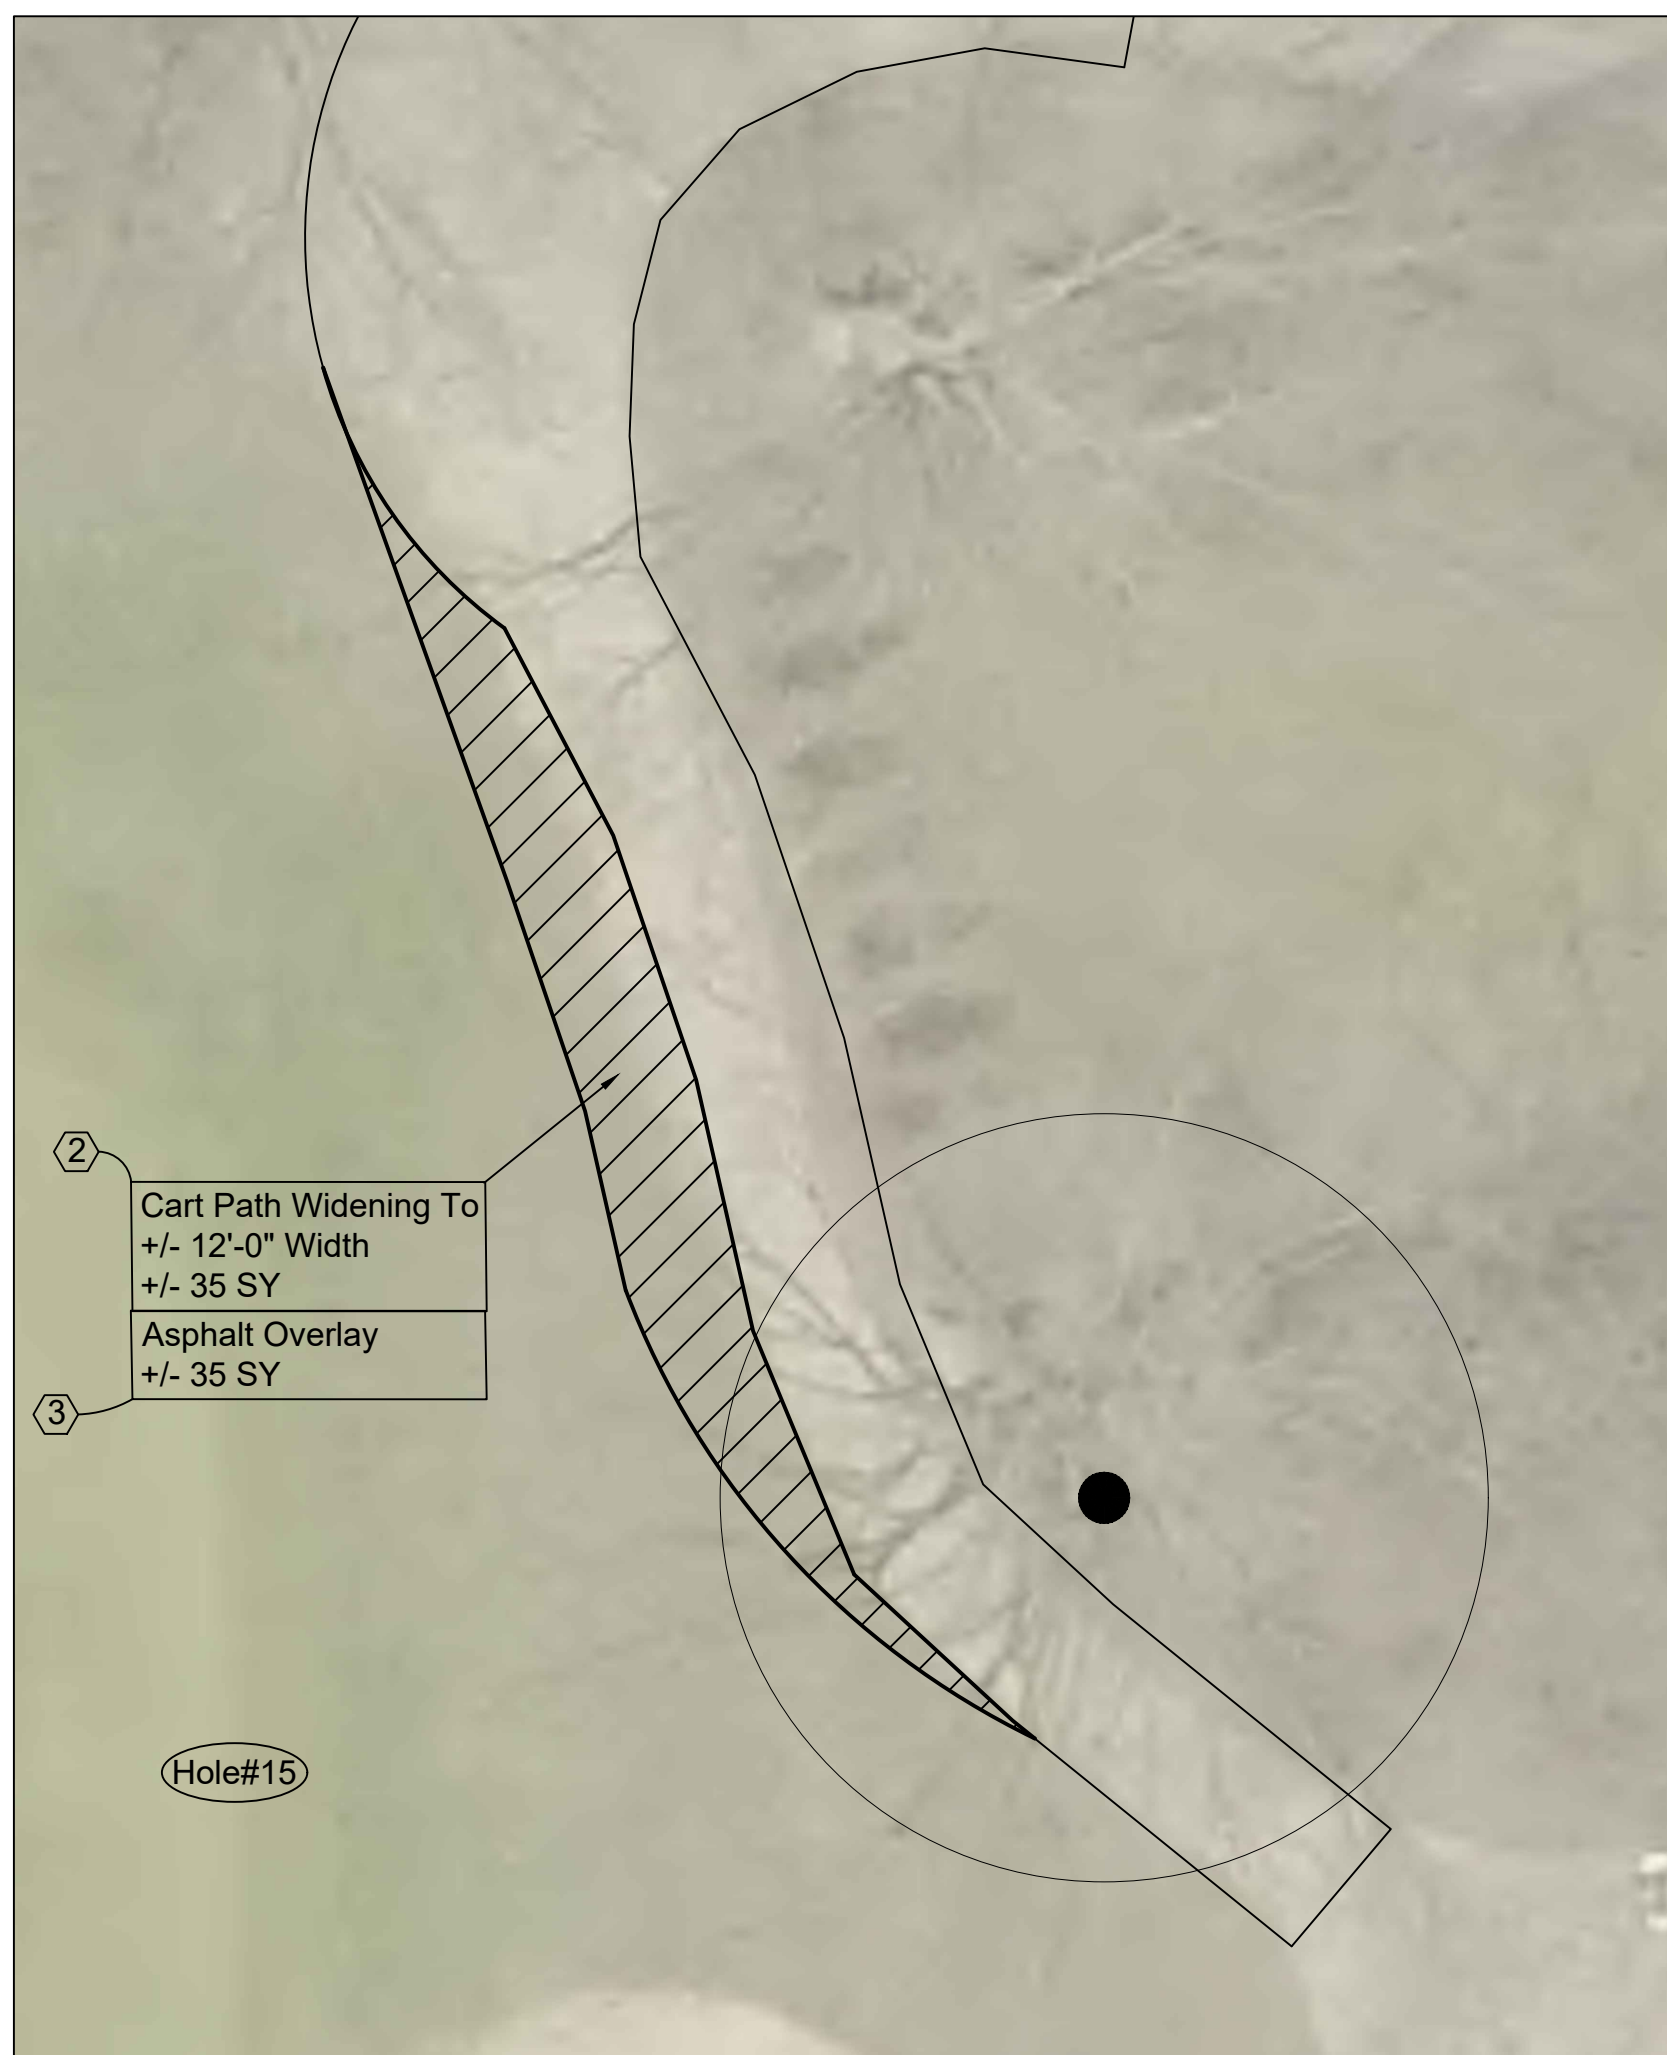 2
Cart Path Widening To
+/- 12'-0" Width
+/- 35 SY
Asphalt Overlay
+/- 35 SY
3
Hole#15